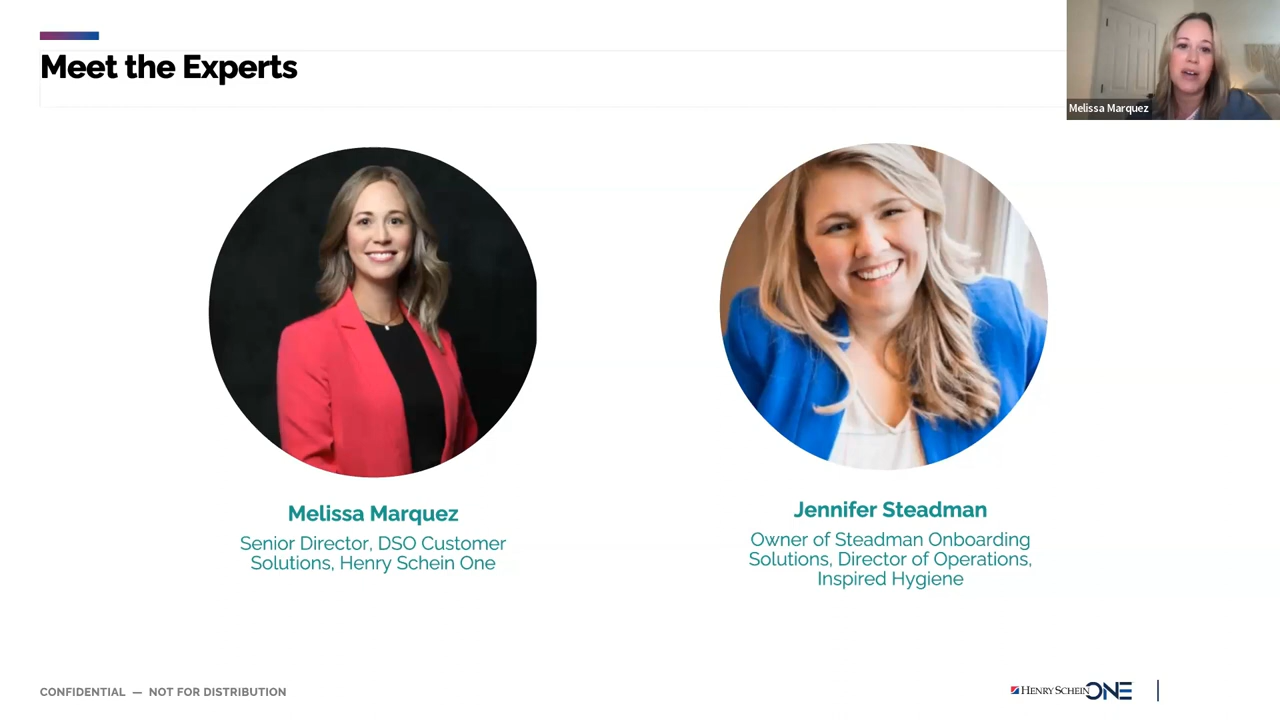 Meet the Experts
Melissa Marquez
Melissa Marquez
Senior Director, DSO Customer
Solutions, Henry Schein One
Jennifer Steadman
Owner of Steadman Onboarding
Solutions, Director of Operations,
Inspired Hygiene
CONFIDENTIAL — NOT FOR DISTRIBUTION
HENRY SCHEIN ONE